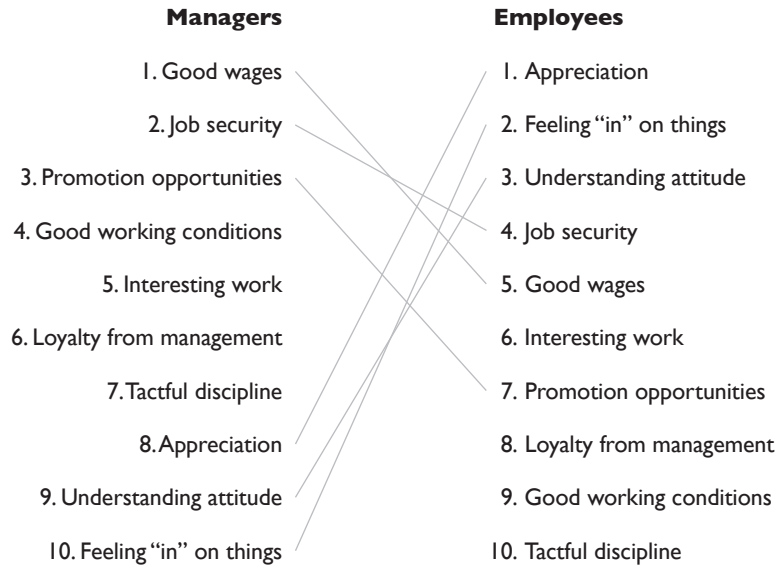 Managers
1. Good wages
2. Job security
3. Promotion opportunities
4. Good working conditions
5. Interesting work
6. Loyalty from management
7. Tactful discipline
8. Appreciation
9. Understanding attitude
10. Feeling “in” on things
Employees
1. Appreciation
2. Feeling “in” on things
3. Understanding attitude
4. Job security
5. Good wages
6. Interesting work
7. Promotion opportunities
8. Loyalty from management
9. Good working conditions
10. Tactful discipline